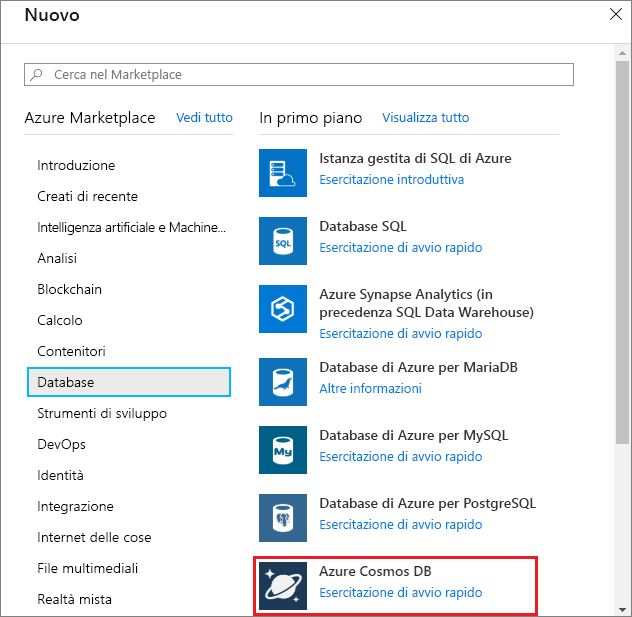 Nuovo
Cerca nel Marketplace
Azure Marketplace
Vedi tutto
Introduzione
Creati di recente
Intelligenza artificiale e Machine...
Analisi
Blockchain
Calcolo
Contenitori
Database
Strumenti di sviluppo
DevOps
Identità
Integrazione
Internet delle cose
File multimediali
Realtà mista
In primo piano
Visualizza tutto
Istanza gestita di SQL di Azure
Esercitazione introduttiva
SQL
Database SQL
Esercitazione di avvio rapido
Azure Synapse Analytics (in
precedenza SQL Data Warehouse)
Esercitazione di avvio rapido
Database di Azure per MariaDB
Altre informazioni
My
Database di Azure per MySQL
Esercitazione di avvio rapido
Database di Azure per PostgreSQL
Esercitazione di avvio rapido
Azure Cosmos DB
Esercitazione di avvio rapido